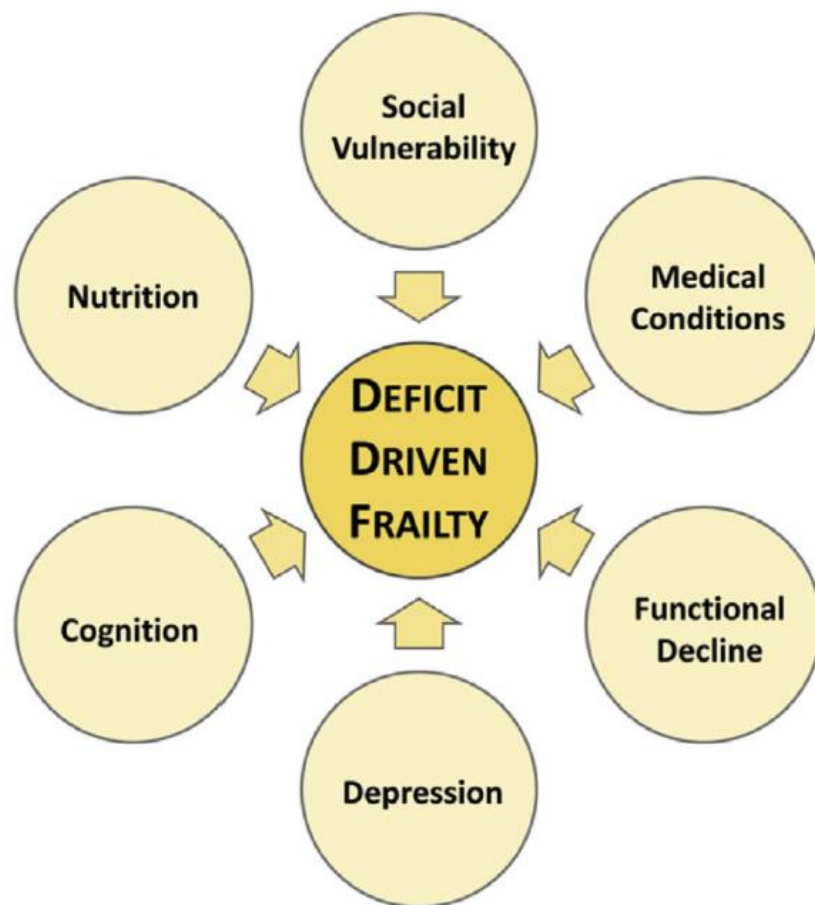 Social
Vulnerability
Nutrition
Medical
Conditions
DEFICIT
DRIVEN
FRAILTY
Cognition
Functional
Decline
Depression